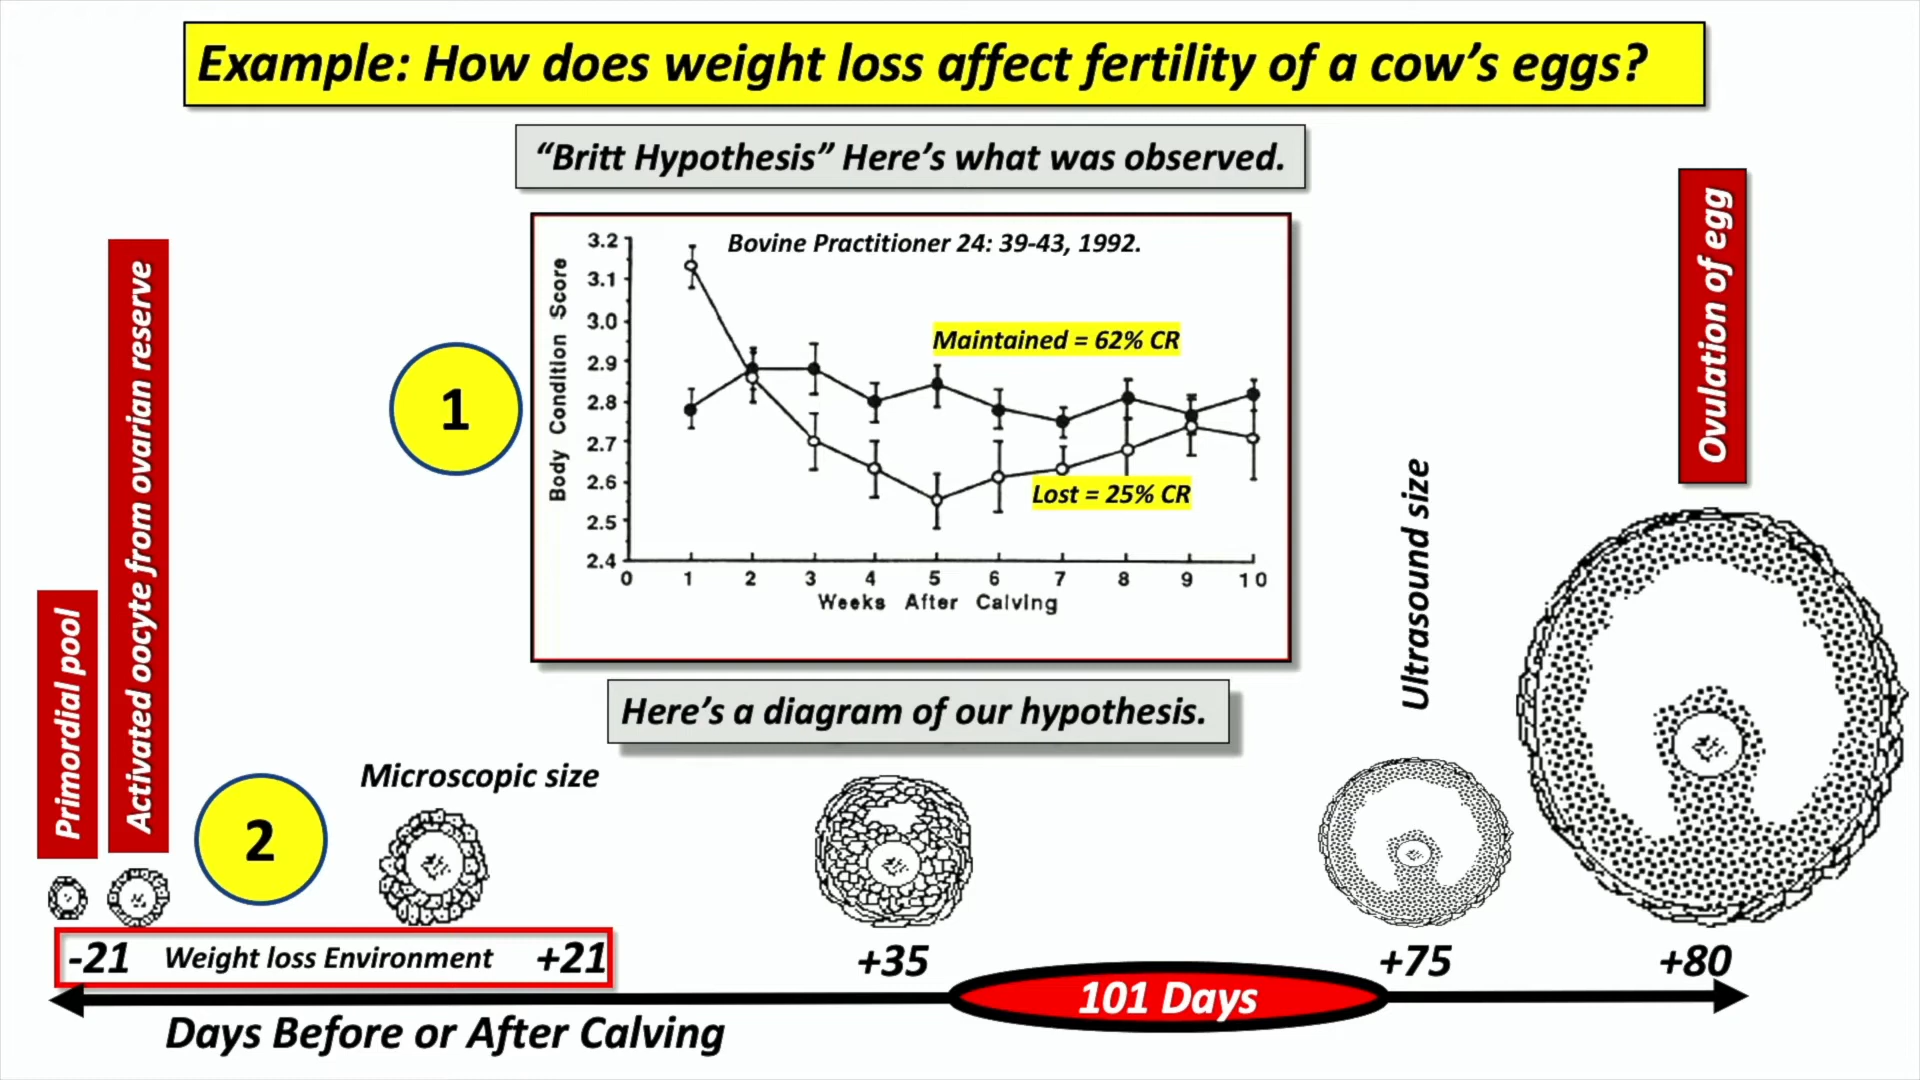 Example: How does weight loss affect fertility of a cow's eggs?
“Britt Hypothesis” Here's what was observed.
Bovine Practitioner 24: 39-43, 1992.
Body Condition Score
3.2
3.1
3.0
2.9
2.8
2.7
2.6
2.5
2.4
Maintained = 62% CR
Lost = 25% CR
0 1 2 3 4 5 6 7 8 9 10
Weeks After Calving
1
Here's a diagram of our hypothesis.
Primordial pool
Activated oocyte from ovarian reserve
2
Microscopic size
Ultrasound size
Ovulation of egg
-21 Weight loss Environment +21
+35
+75
+80
101 Days
Days Before or After Calving